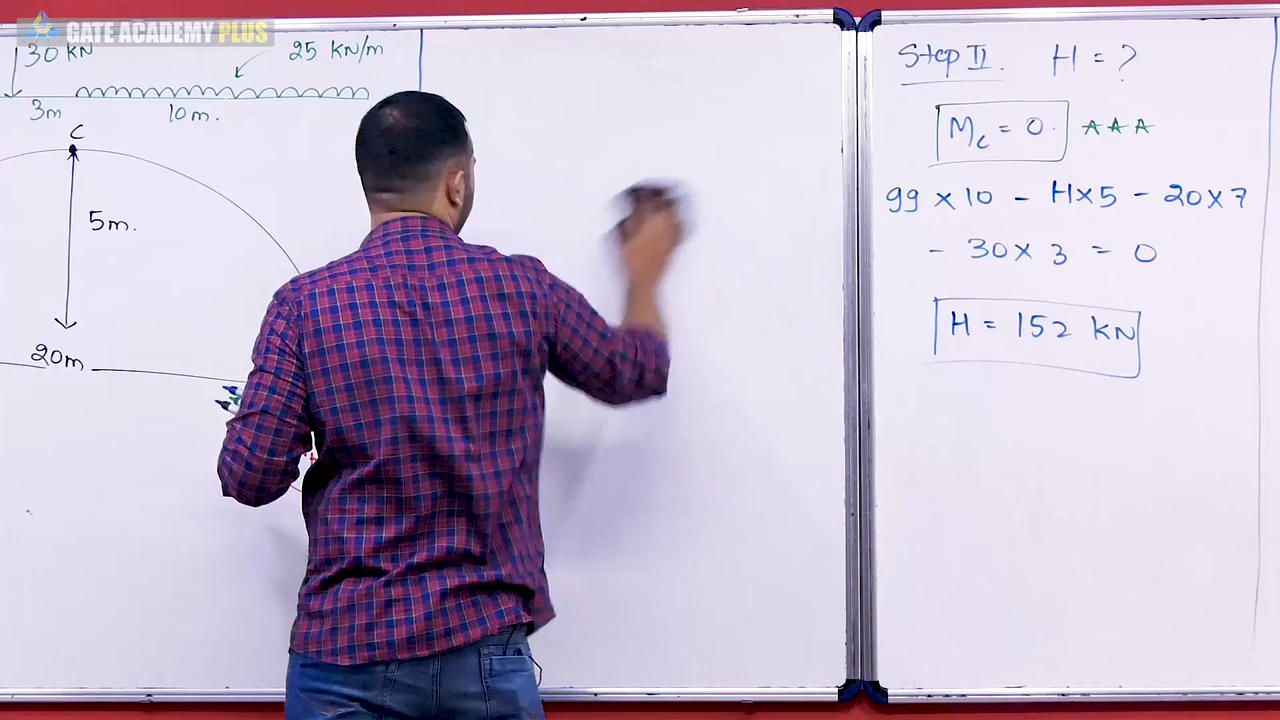 GATE ACADEMY PLUS
30 KN
25 KN/m
3m
10m.
C
5m.
20m
Step II. H = ?
Mc = 0.
99 × 10 - H×5 - 20×7
- 30×3 = 0
H = 152 KN